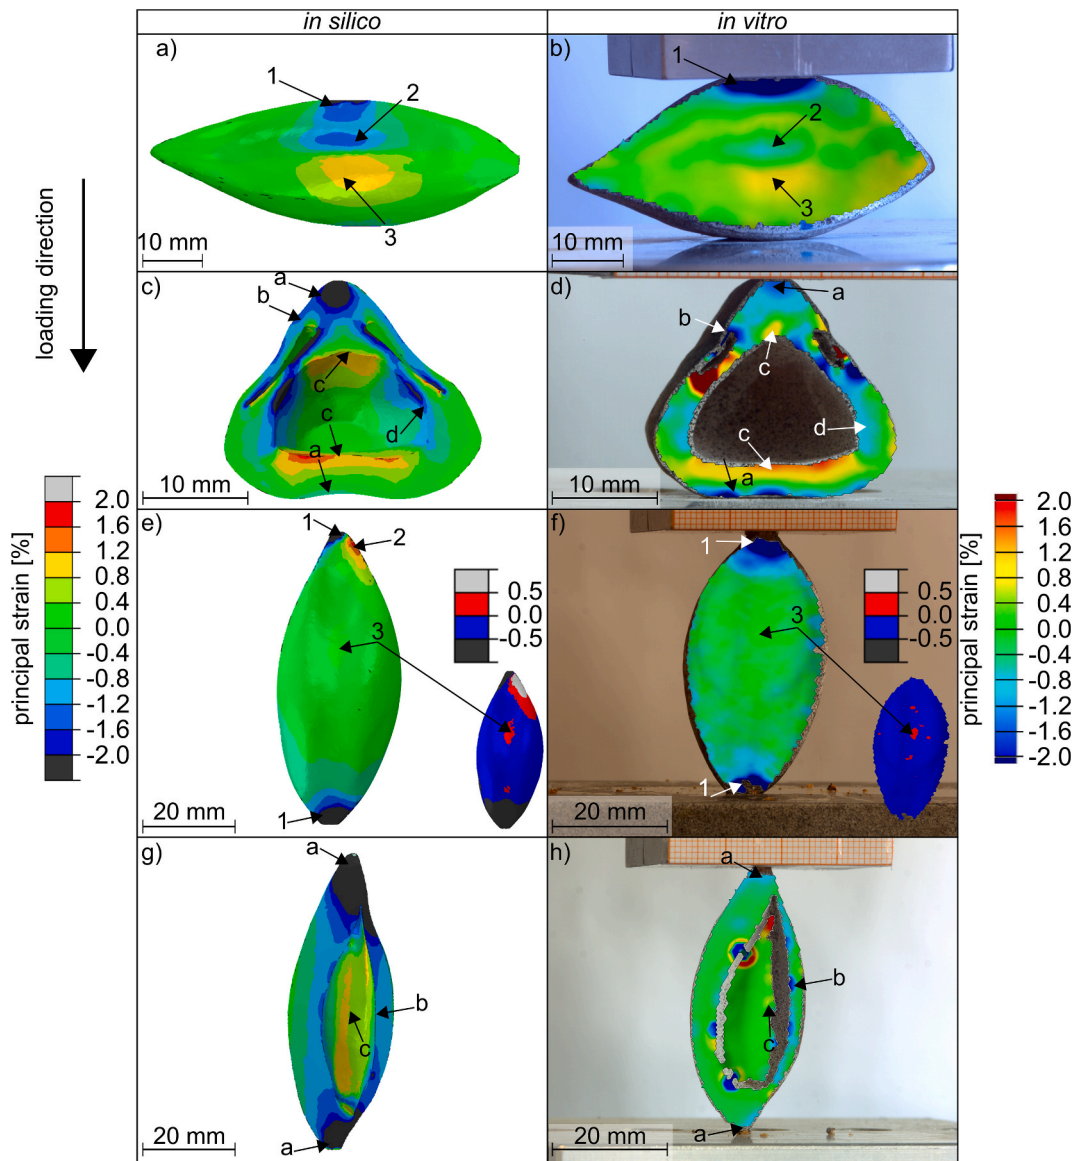 in silico
in vitro
a)
1
2
3
10 mm
b)
1
2
3
10 mm
loading direction
c)
a
b
c
c
d
a
10 mm
d)
a
b
c
d
c
a
10 mm
principal strain [%]
2.0
1.6
1.2
0.8
0.4
0.0
-0.4
-0.8
-1.2
-1.6
-2.0
e)
1
2
3
1
0.5
0.0
-0.5
20 mm
f)
1
3
1
0.5
0.0
-0.5
20 mm
principal strain [%]
2.0
1.6
1.2
0.8
0.4
0.0
-0.4
-0.8
-1.2
-1.6
-2.0
g)
a
b
c
a
20 mm
h)
a
b
c
a
20 mm